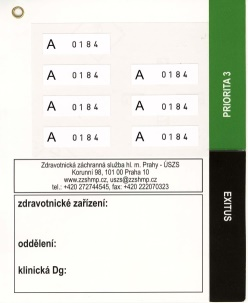 A 0184
A 0184 A 0184
A 0184 A 0184
A 0184 A 0184
PRIORITA 3
Zdravotnická záchranná služba hl. m. Prahy - ÚSZS
Korunní 98, 101 00 Praha 10
www.zzshmp.cz, uszs@zzshmp.cz
tel.: +420 272744545, fax: +420 222070323
EXITUS
zdravotnické zařízení:
oddělení:
klinická Dg: